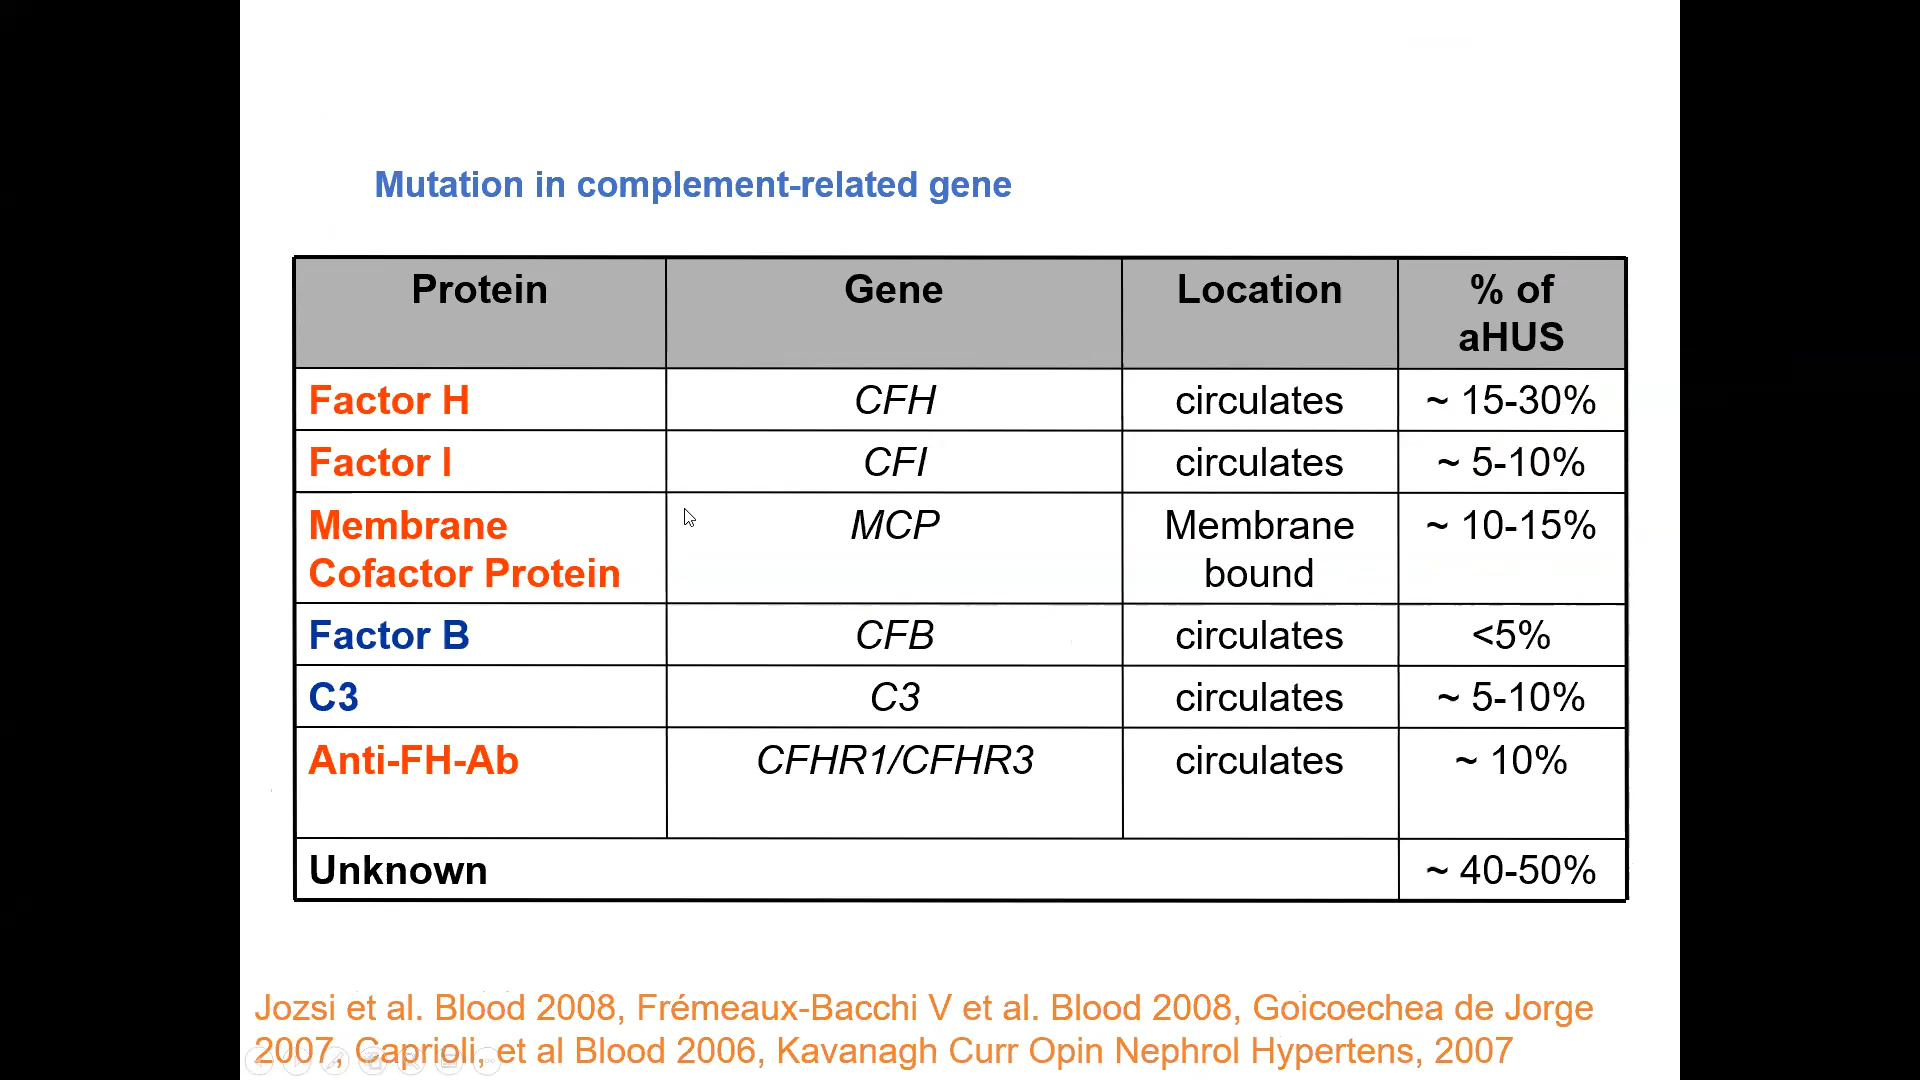 Mutation in complement-related gene
Protein Gene Location % of
aHUS
Factor H CFH circulates ~ 15-30%
Factor I CFI circulates ~ 5-10%
Membrane MCP Membrane ~ 10-15%
Cofactor Protein bound
Factor B CFB circulates <5%
C3 C3 circulates ~ 5-10%
Anti-FH-Ab CFHR1/CFHR3 circulates ~ 10%
Unknown ~ 40-50%
Jozsi et al. Blood 2008, Frémeaux-Bacchi V et al. Blood 2008, Goicoechea de Jorge
2007, Caprioli, et al Blood 2006, Kavanagh Curr Opin Nephrol Hypertens, 2007